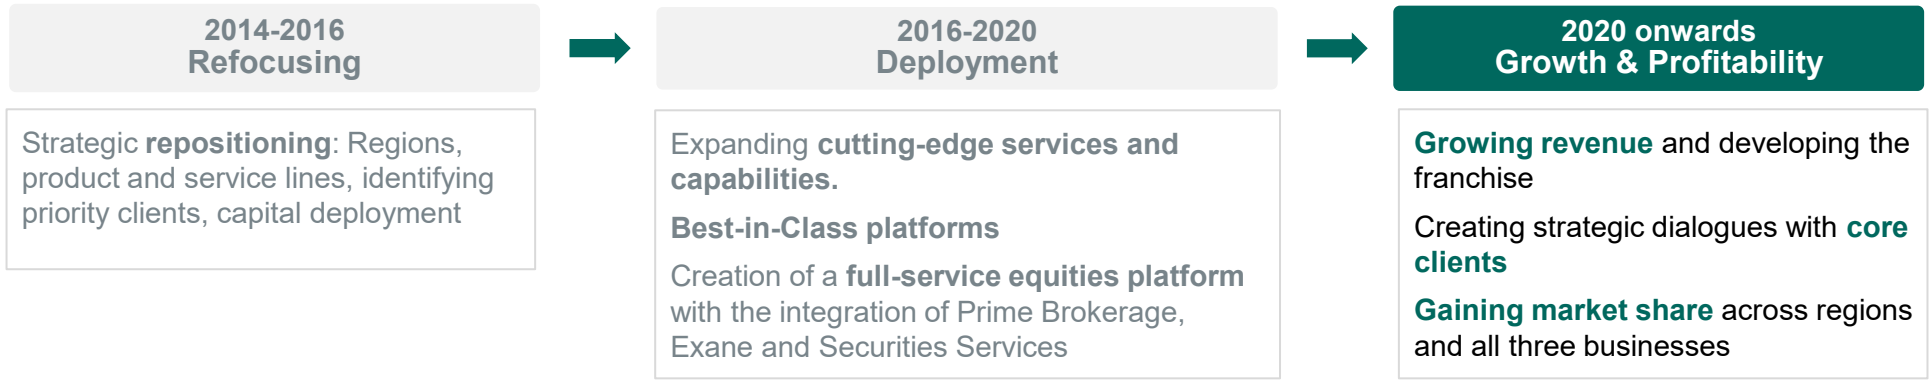 2014-2016
Refocusing
Strategic repositioning: Regions,
product and service lines, identifying
priority clients, capital deployment
2016-2020
Deployment
Expanding cutting-edge services and
capabilities.
Best-in-Class platforms
Creation of a full-service equities platform
with the integration of Prime Brokerage,
Exane and Securities Services
2020 onwards
Growth & Profitability
Growing revenue and developing the
franchise
Creating strategic dialogues with core
clients
Gaining market share across regions
and all three businesses